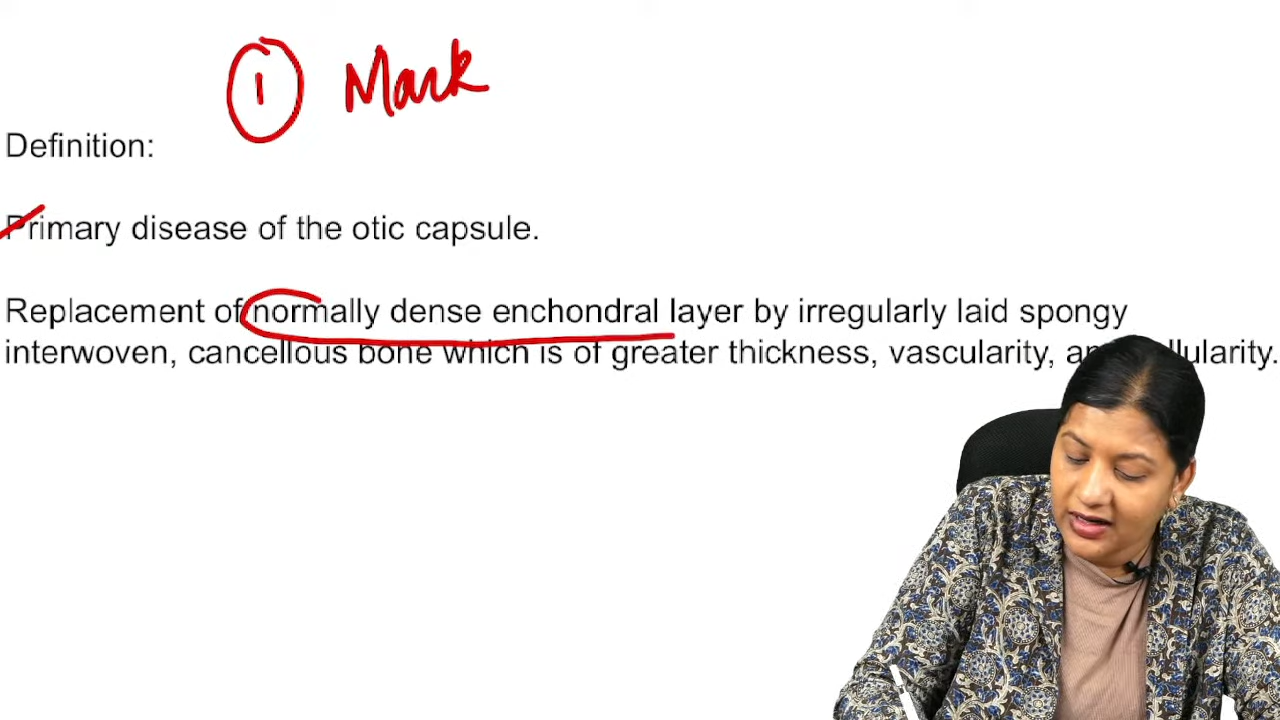 1 Mark
Definition:
Primary disease of the otic capsule.
Replacement of normally dense enchondral layer by irregularly laid spongy
interwoven, cancellous bone which is of greater thickness, vascularity,